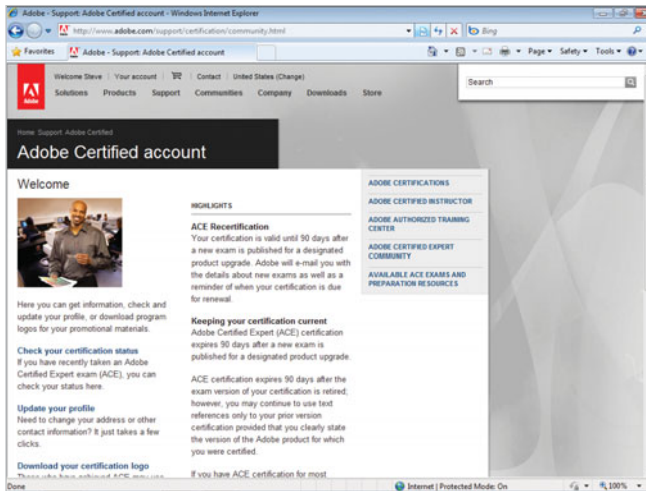 Adobe - Support: Adobe Certified account - Windows Internet Explorer
http://www.adobe.com/support/certification/community.html
Bing
Favorites
Adobe - Support: Adobe Certified account
Page
Safety
Tools
Welcome Steve
Your account
Contact
United States (Change)
Search
Adobe
Solutions
Products
Support
Communities
Company
Downloads
Store
Home Support Adobe Certified
Adobe Certified account
Welcome
Here you can get information, check and
update your profile, or download program
logos for your promotional materials.
Check your certification status
If you have recently taken an Adobe
Certified Expert exam (ACE), you can
check your status here.
Update your profile
Need to change your address or other
contact information? It just takes a few
clicks.
Download your certification logo
Those who have achieved ACE may use
HIGHLIGHTS
ACE Recertification
Your certification is valid until 90 days after
a new exam is published for a designated
product upgrade. Adobe will e-mail you with
the details about new exams as well as a
reminder of when your certification is due
for renewal.
Keeping your certification current
Adobe Certified Expert (ACE) certification
expires 90 days after a new exam is
published for a designated product upgrade.
ACE certification expires 90 days after the
exam version of your certification is retired;
however, you may continue to use text
references only to your prior version
certification provided that you clearly state
the version of the Adobe product for which
you were certified.
If you have ACE certification for most
ADOBE CERTIFICATIONS
ADOBE CERTIFIED INSTRUCTOR
ADOBE AUTHORIZED TRAINING
CENTER
ADOBE CERTIFIED EXPERT
COMMUNITY
AVAILABLE ACE EXAMS AND
PREPARATION RESOURCES
Done
Internet | Protected Mode: On
100%